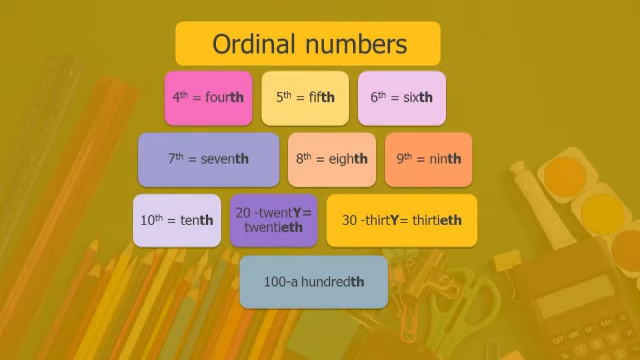 Ordinal numbers
4th = fourth
5th = fifth
6th = sixth
7th = seventh
8th = eighth
9th = ninth
10th = tenth
20 -twentY=
twentieth
30 -thirtY= thirtieth
100-a hundredth